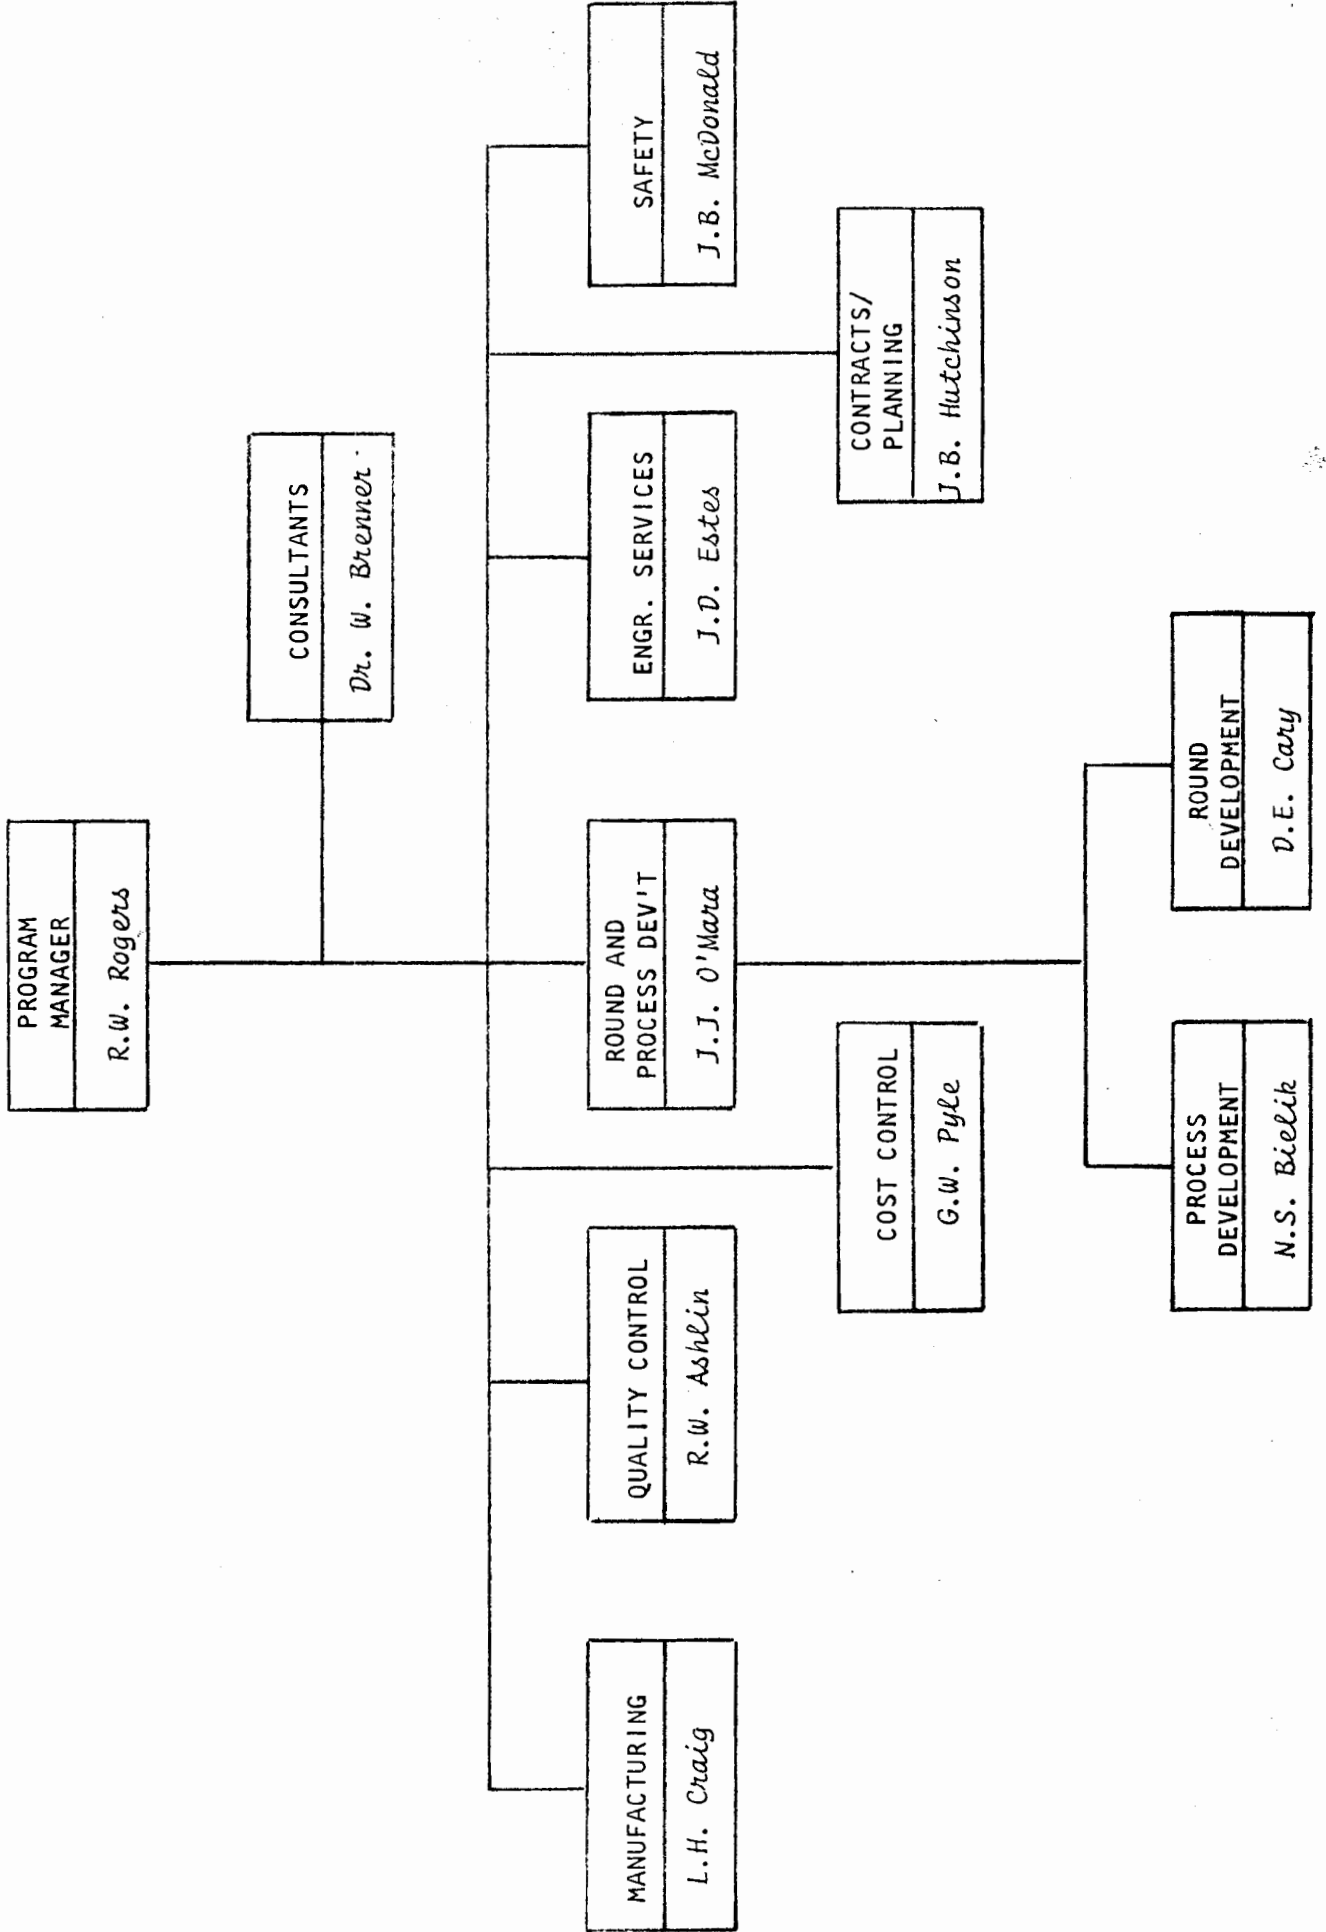 PROGRAM
MANAGER
R.W. Rogers
CONSULTANTS
Dr. W. Brenner
MANUFACTURING
L.H. Craig
QUALITY CONTROL
R.W. Ashlin
ROUND AND
PROCESS DEV'T
J.J. O'Mara
ENGR. SERVICES
J.D. Estes
SAFETY
J.B. McDonald
COST CONTROL
G.W. Pyle
CONTRACTS/
PLANNING
J.B. Hutchinson
PROCESS
DEVELOPMENT
N.S. Bielik
ROUND
DEVELOPMENT
D.E. Cary